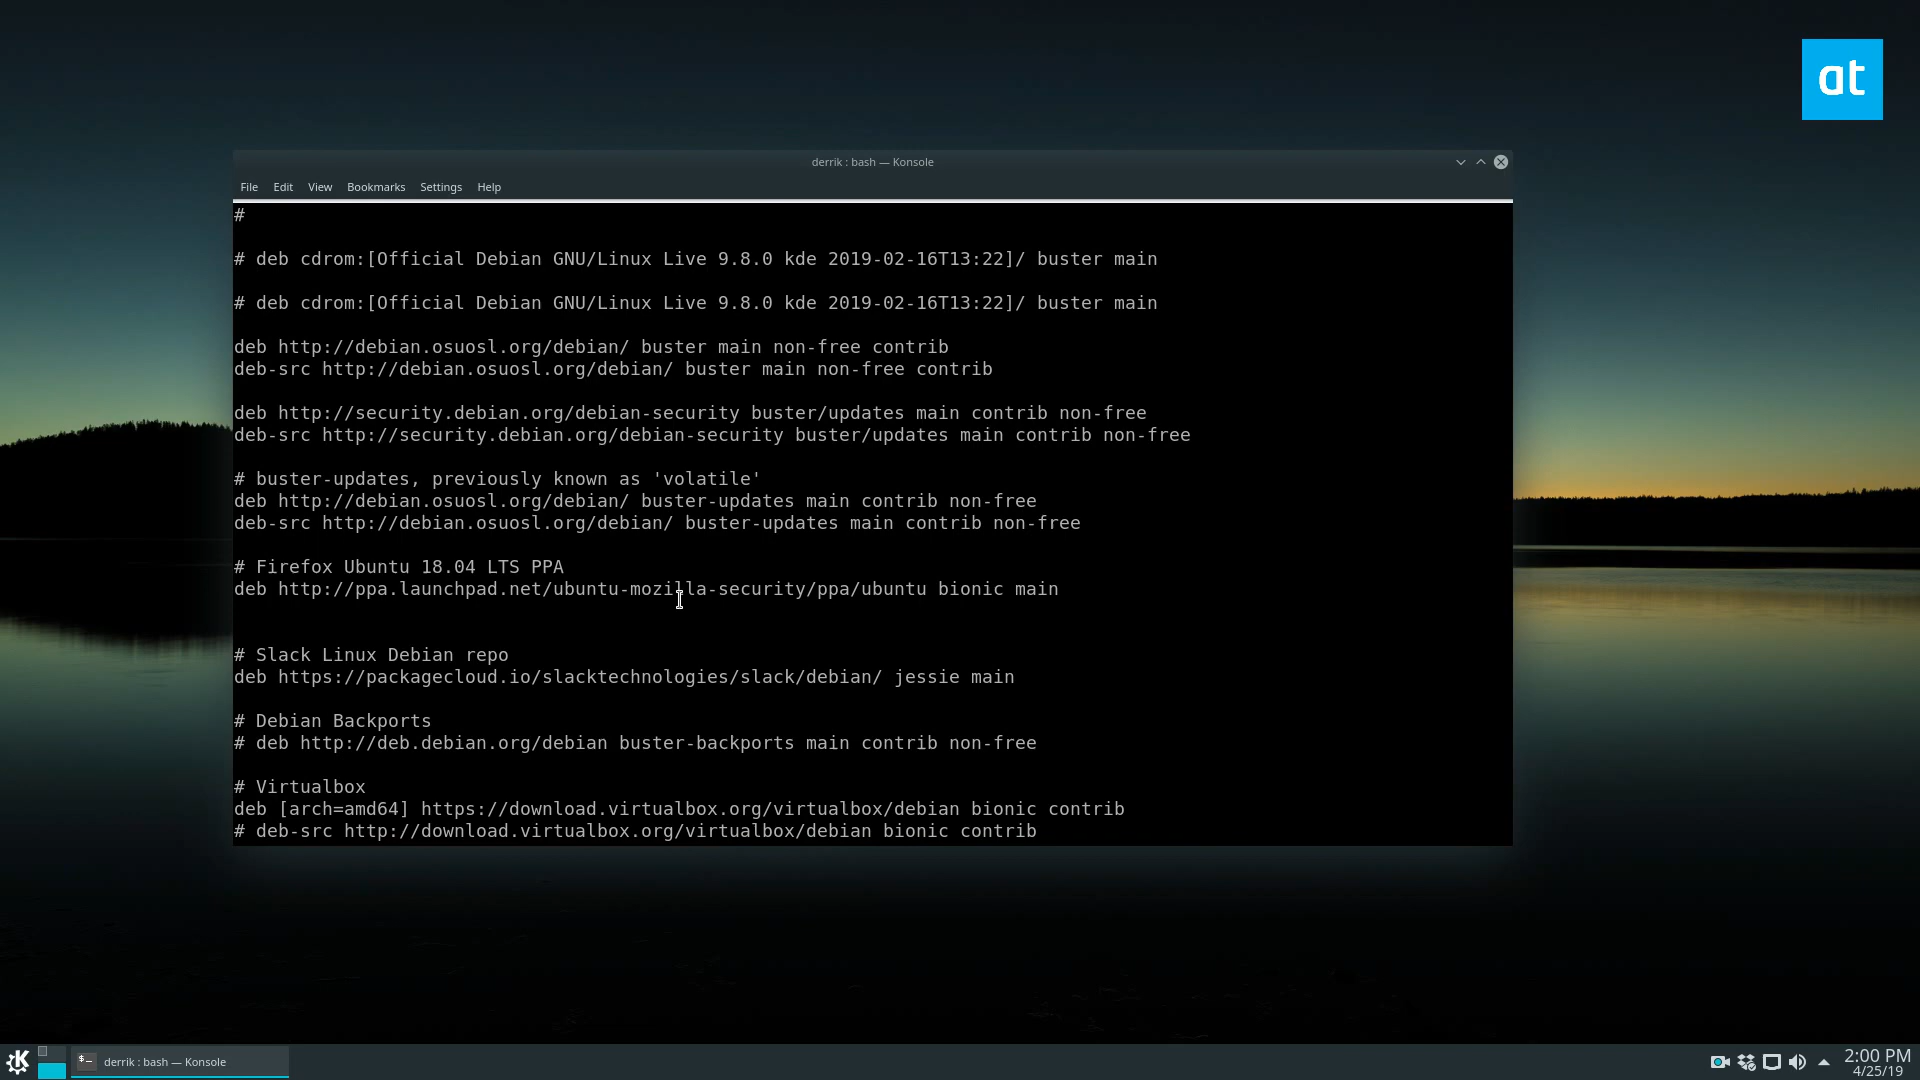 at
derrik : bash — Konsole
File Edit View Bookmarks Settings Help
#
# deb cdrom:[Official Debian GNU/Linux Live 9.8.0 kde 2019-02-16T13:22]/ buster main
# deb cdrom:[Official Debian GNU/Linux Live 9.8.0 kde 2019-02-16T13:22]/ buster main
deb http://debian.osuosl.org/debian/ buster main non-free contrib
deb-src http://debian.osuosl.org/debian/ buster main non-free contrib
deb http://security.debian.org/debian-security buster/updates main contrib non-free
deb-src http://security.debian.org/debian-security buster/updates main contrib non-free
# buster-updates, previously known as 'volatile'
deb http://debian.osuosl.org/debian/ buster-updates main contrib non-free
deb-src http://debian.osuosl.org/debian/ buster-updates main contrib non-free
# Firefox Ubuntu 18.04 LTS PPA
deb http://ppa.launchpad.net/ubuntu-mozilla-security/ppa/ubuntu bionic main
# Slack Linux Debian repo
deb https://packagecloud.io/slacktechnologies/slack/debian/ jessie main
# Debian Backports
# deb http://deb.debian.org/debian buster-backports main contrib non-free
# Virtualbox
deb [arch=amd64] https://download.virtualbox.org/virtualbox/debian bionic contrib
# deb-src http://download.virtualbox.org/virtualbox/debian bionic contrib
derrik : bash — Konsole
2:00 PM
4/25/19